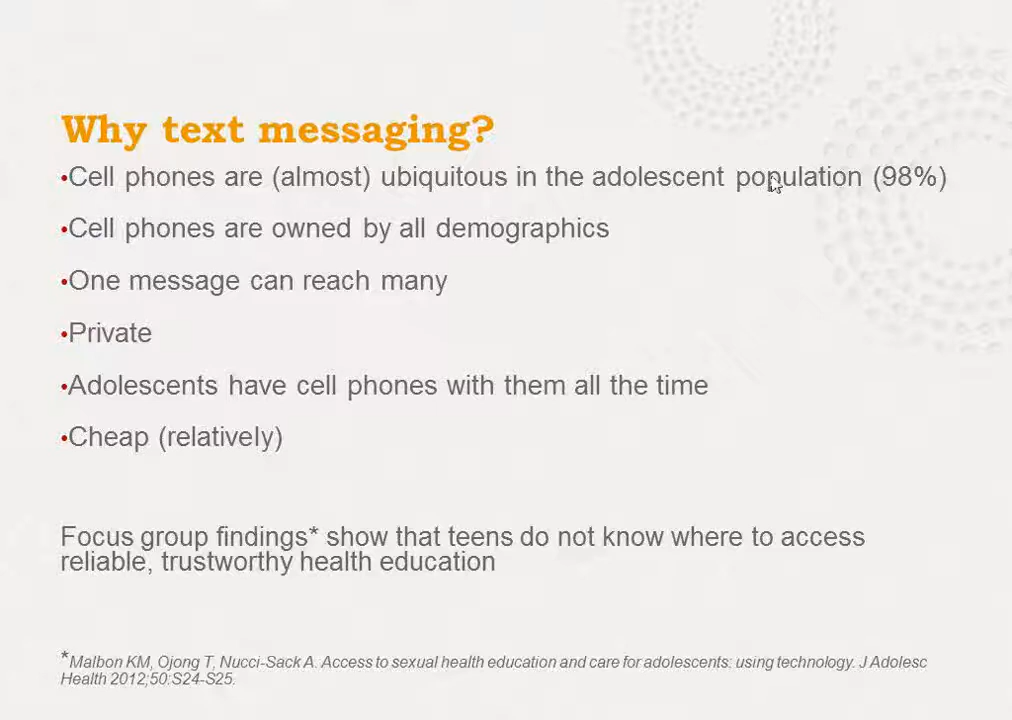 Why text messaging?
•Cell phones are (almost) ubiquitous in the adolescent population (98%)
•Cell phones are owned by all demographics
•One message can reach many
•Private
•Adolescents have cell phones with them all the time
•Cheap (relatively)
Focus group findings* show that teens do not know where to access
reliable, trustworthy health education
*Malbon KM, Ojong T, Nucci-Sack A. Access to sexual health education and care for adolescents: using technology. J Adolesc
Health 2012;50:S24-S25.